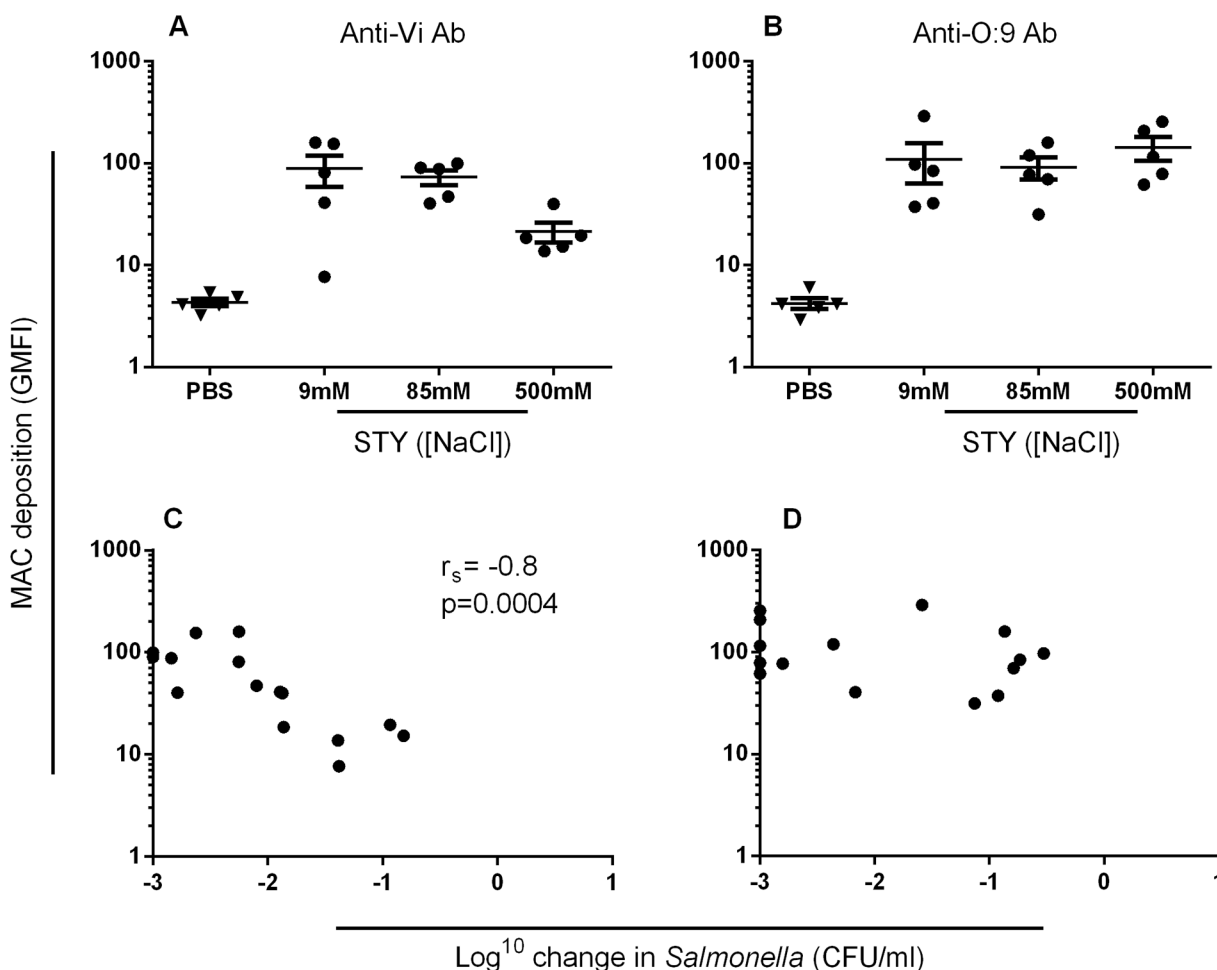 A
Anti-Vi Ab
1000
100
10
1
PBS
9mM
85mM
500mM
STY ([NaCl])
B
Anti-O:9 Ab
1000
100
10
1
PBS
9mM
85mM
500mM
STY ([NaCl])
MAC deposition (GMFI)
C
rs= -0.8
p=0.0004
1000
100
10
1
-3
-2
-1
0
1
D
1000
100
10
1
-3
-2
-1
0
1
Log10 change in Salmonella (CFU/ml)